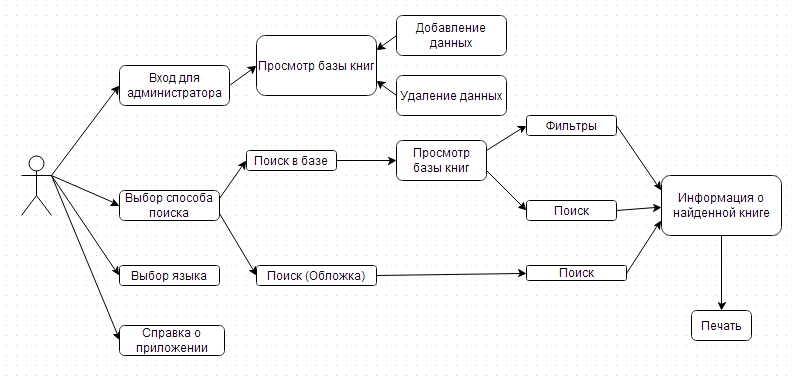 Добавление
данных
Просмотр базы книг
Вход для
администратора
Удаление данных
Фильтры
Поиск в базе
Просмотр
базы книг
Выбор способа
поиска
Поиск
Информация о
найденной книге
Выбор языка
Поиск (Обложка)
Поиск
Справка о
приложении
Печать